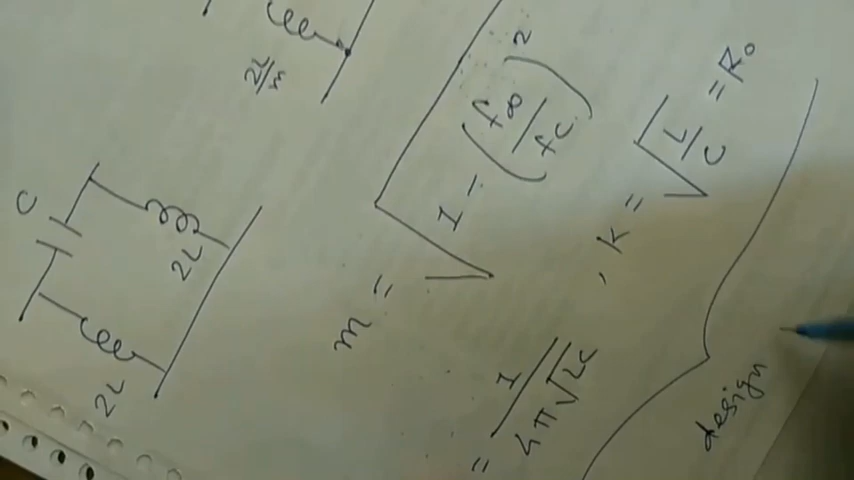 2L/m
C
2L
2L
m = √(1 - (f∞/fc)²)
= 1/4π√LC , K = √(L/C) = R₀
design